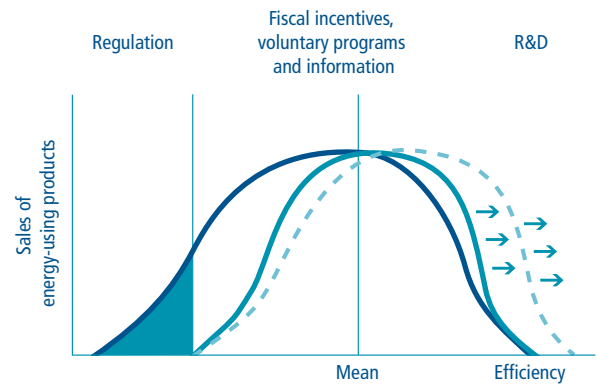 Regulation
Fiscal incentives,
voluntary programs
and information
R&D
Sales of
energy-using products
Mean
Efficiency